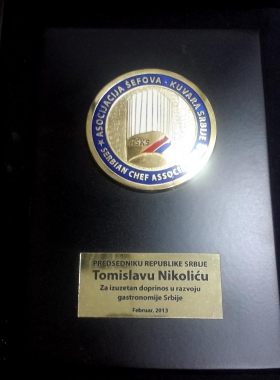 ASOCIJACIJA ŠEFOVA - KUVARA SRBIJE
SERBIAN CHEF ASSOC
PREDSEDNIKU REPUBLIKE SRBIJE
Tomislavu Nikoliću
Za izuzetan doprinos u razvoju
gastronomije Srbije
Februar, 2013